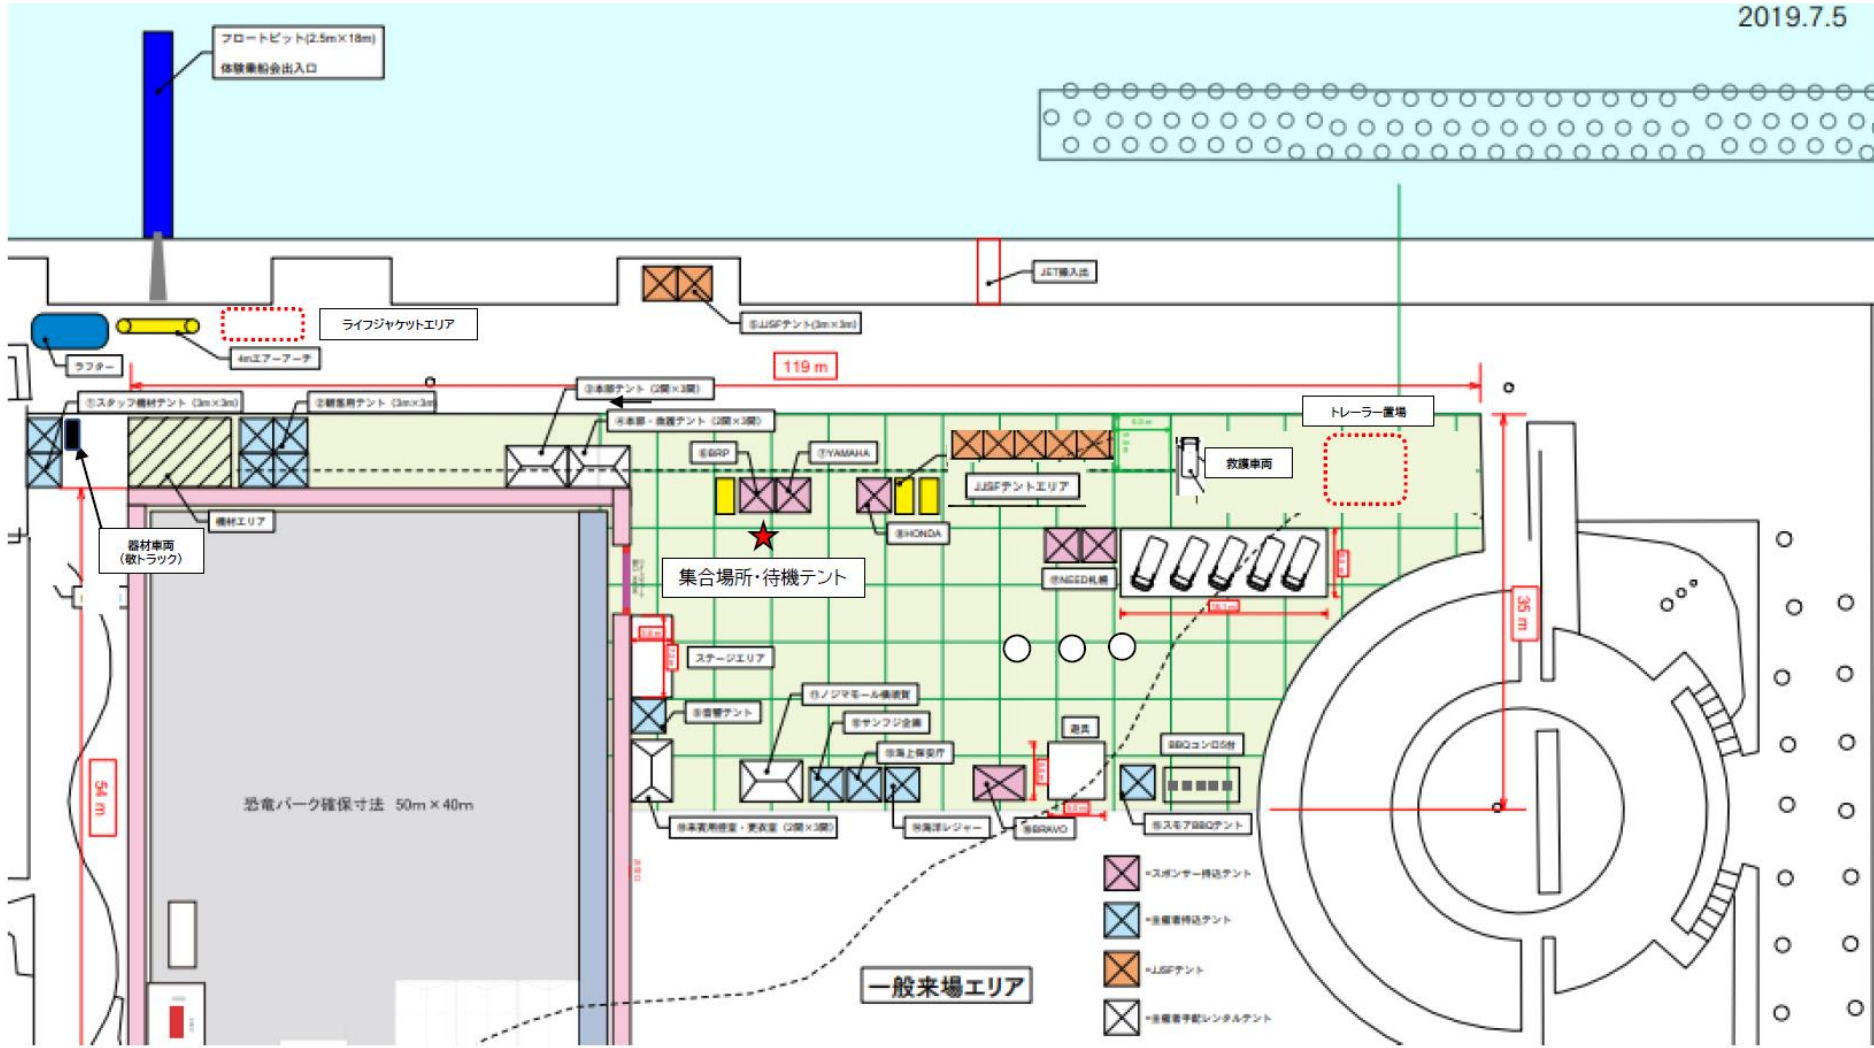 2019.7.5
フロートピット(2.5m×18m)
体験乗船会出入口
JET搬入出
ライフジャケットエリア
⑤JJSFテント(3m×3m)
4mエアーアーチ
ラフター
119 m
①スタッフ機材テント(3m×3m)
②観客用テント(3m×3m)
③本部テント(2間×3間)
④本部・救護テント(2間×3間)
トレーラー置場
⑥BRP
⑦YAMAHA
救護車両
JJSFテントエリア
機材エリア
⑧HONDA
器材車両
(敬トラック)
集合場所・待機テント
⑰NEED札幌
35 m
ステージエリア
⑪ノジマモール横須賀
⑨音響テント
⑫サンフジ企画
遊具
⑬海上保安庁
BBQコンロ5台
54 m
恐竜パーク確保寸法 50m×40m
⑩来賓用控室・更衣室(2間×3間)
⑭海洋レジャー
⑯BRAVO
⑮スモアBBQテント
=スポンサー持込テント
=主催者持込テント
=JJSFテント
=主催者手配レンタルテント
一般来場エリア